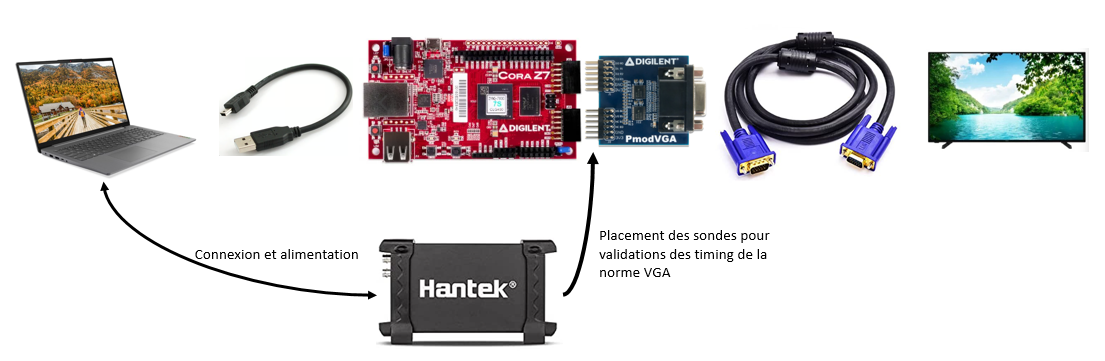 CORA Z7
DIGILENT
DIGILENT
PmodVGA
Connexion et alimentation
Hantek®
Placement des sondes pour
validations des timing de la
norme VGA